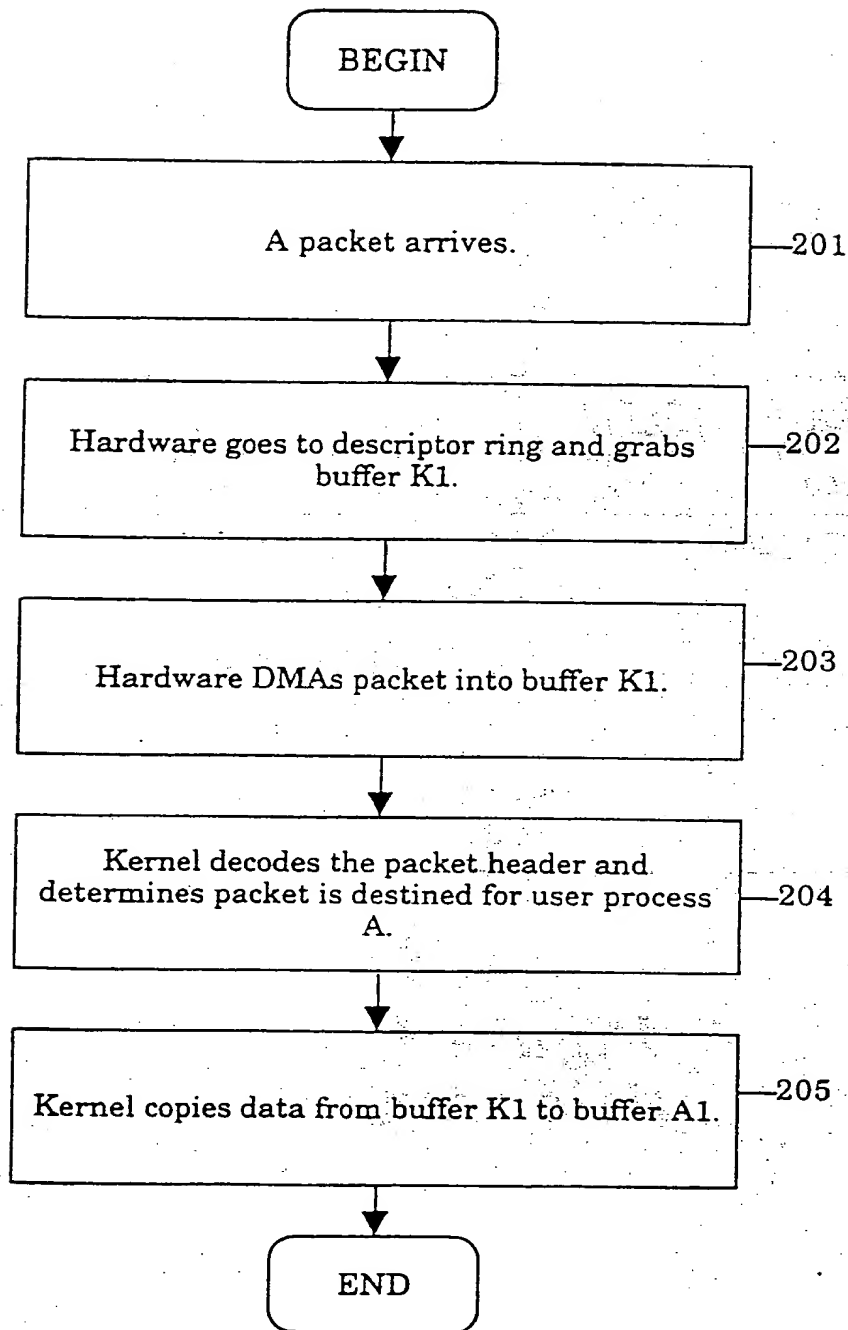 BEGIN
A packet arrives.
201
Hardware goes to descriptor ring and grabs
buffer K1.
202
Hardware DMAs packet into buffer K1.
203
Kernel decodes the packet header and
determines packet is destined for user process
A.
204
Kernel copies data from buffer K1 to buffer A1.
205
END